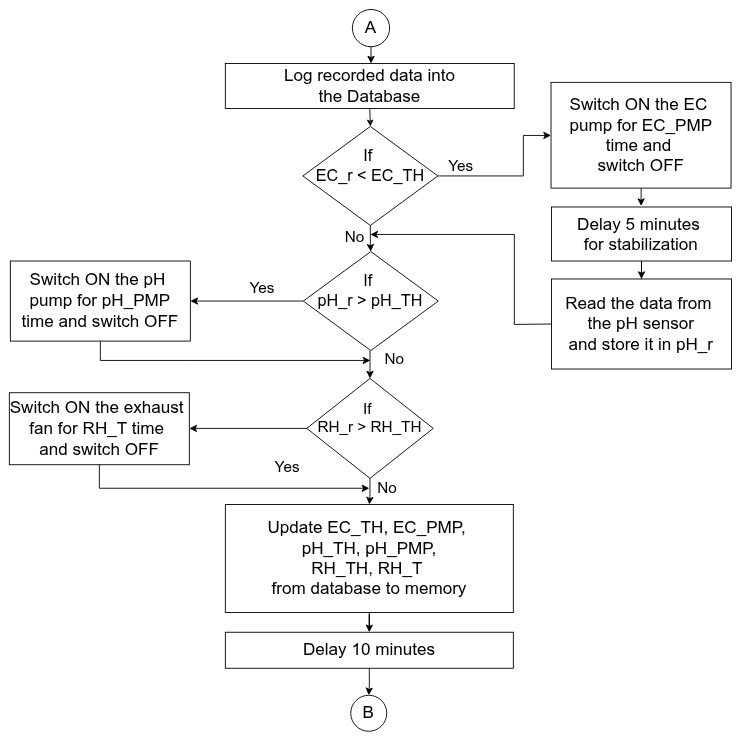 A
Log recorded data into
the Database
If
EC_r < EC_TH
Yes
Switch ON the EC
pump for EC_PMP
time and
switch OFF
Delay 5 minutes
for stabilization
Read the data from
the pH sensor
and store it in pH_r
No
If
pH_r > pH_TH
Yes
Switch ON the pH
pump for pH_PMP
time and switch OFF
No
If
RH_r > RH_TH
Switch ON the exhaust
fan for RH_T time
and switch OFF
Yes
No
Update EC_TH, EC_PMP,
pH_TH, pH_PMP,
RH_TH, RH_T
from database to memory
Delay 10 minutes
B